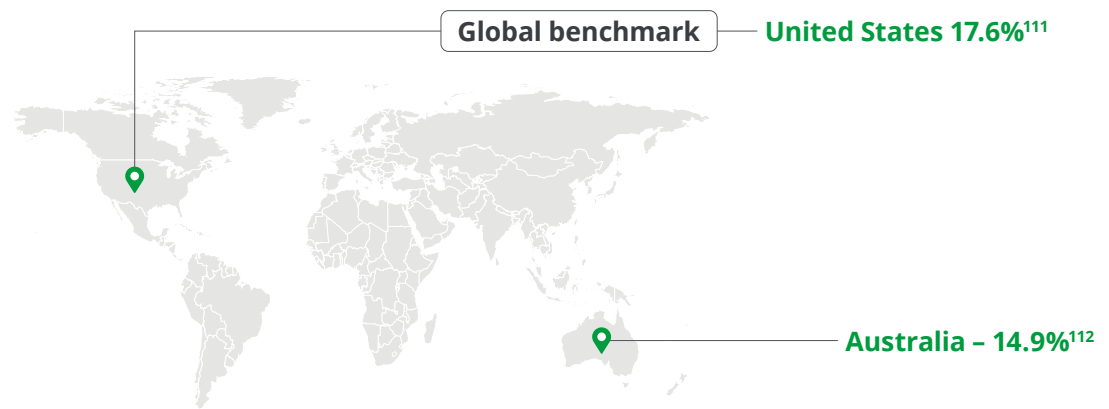 Global benchmark United States 17.6%¹¹¹
Australia – 14.9%¹¹²